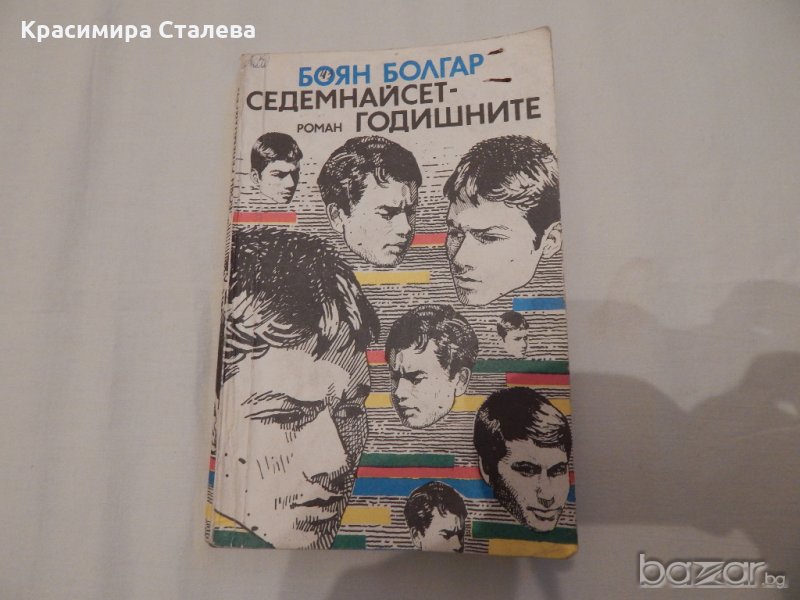 Красимира Сталева
БОЯН БОЛГАР
СЕДЕМНАЙСЕТ-
РОМАН ГОДИШНИТЕ
bazar.bg